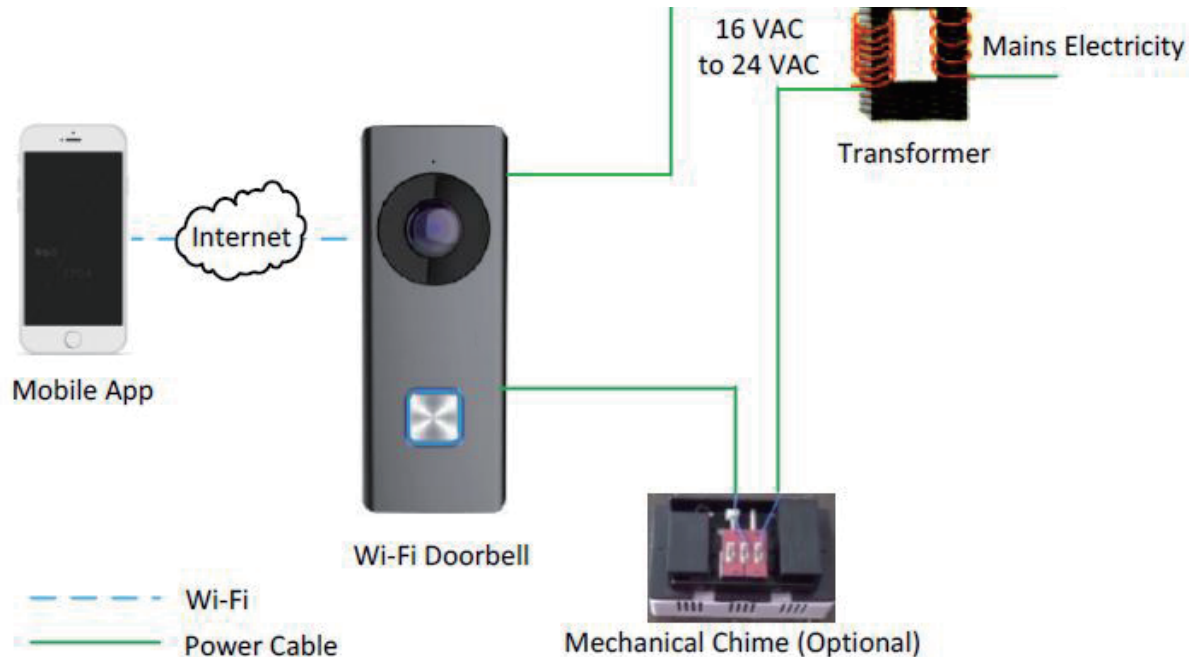 16 VAC
to 24 VAC
Mains Electricity
Transformer
Internet
Mobile App
Wi-Fi Doorbell
Wi-Fi
Power Cable
Mechanical Chime (Optional)